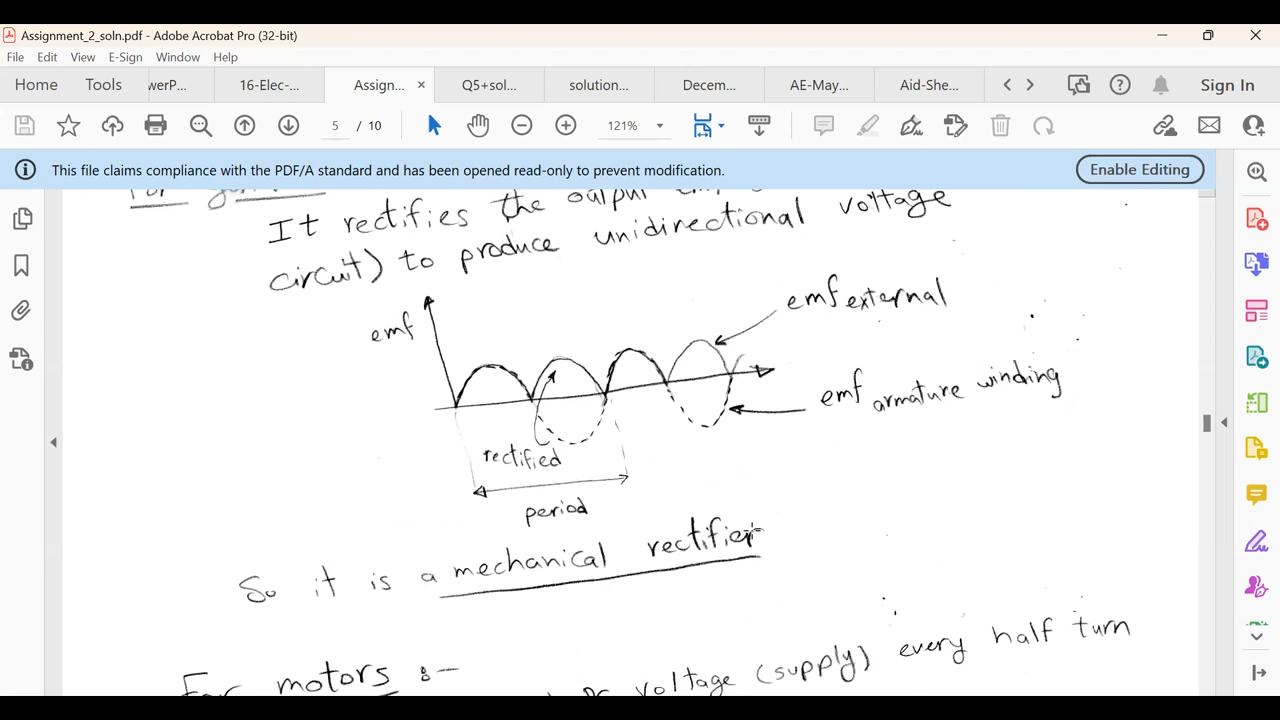 Assignment_2_soln.pdf - Adobe Acrobat Pro (32-bit)
File Edit View E-Sign Window Help
Home Tools werP... 16-Elec-... Assign... × Q5+sol... solution... Decem... AE-May... Aid-She... Sign In
5 / 10 121%
This file claims compliance with the PDF/A standard and has been opened read-only to prevent modification. Enable Editing
For
It rectifies the output
circuit) to produce unidirectional voltage
emf external
emf
emf armature winding
rectified
period
So it is a mechanical rectifier
For motors :-
voltage (supply) every half turn